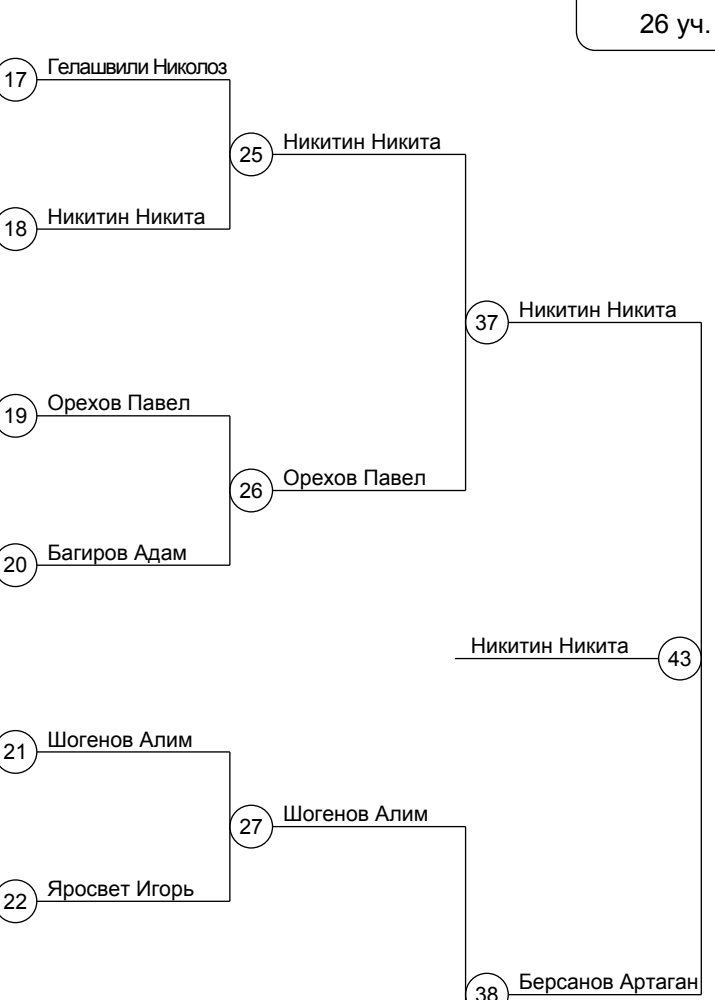 26 уч.
17 Гелашвили Николоз
25 Никитин Никита
18 Никитин Никита
37 Никитин Никита
19 Орехов Павел
26 Орехов Павел
20 Багиров Адам
Никитин Никита 43
21 Шогенов Алим
27 Шогенов Алим
22 Яросвет Игорь
38 Берсанов Артаган